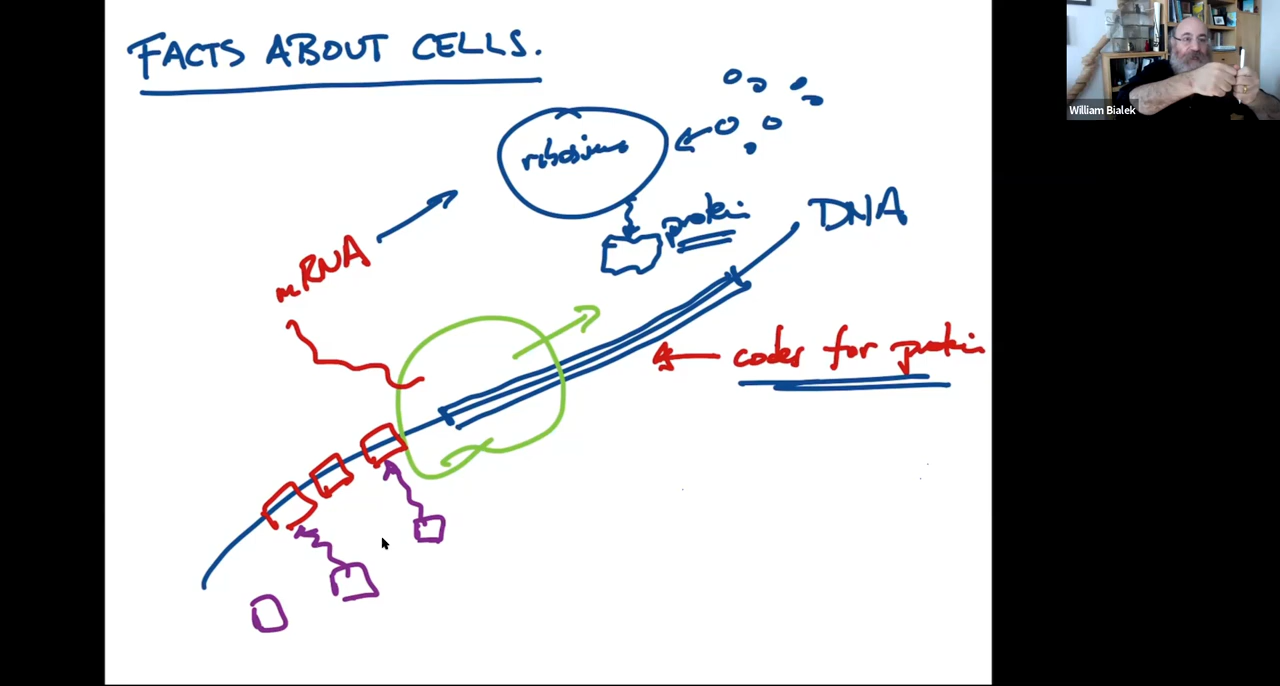 FACTS ABOUT CELLS.
William Bialek
ribosome
protein
DNA
mRNA
codes for protein